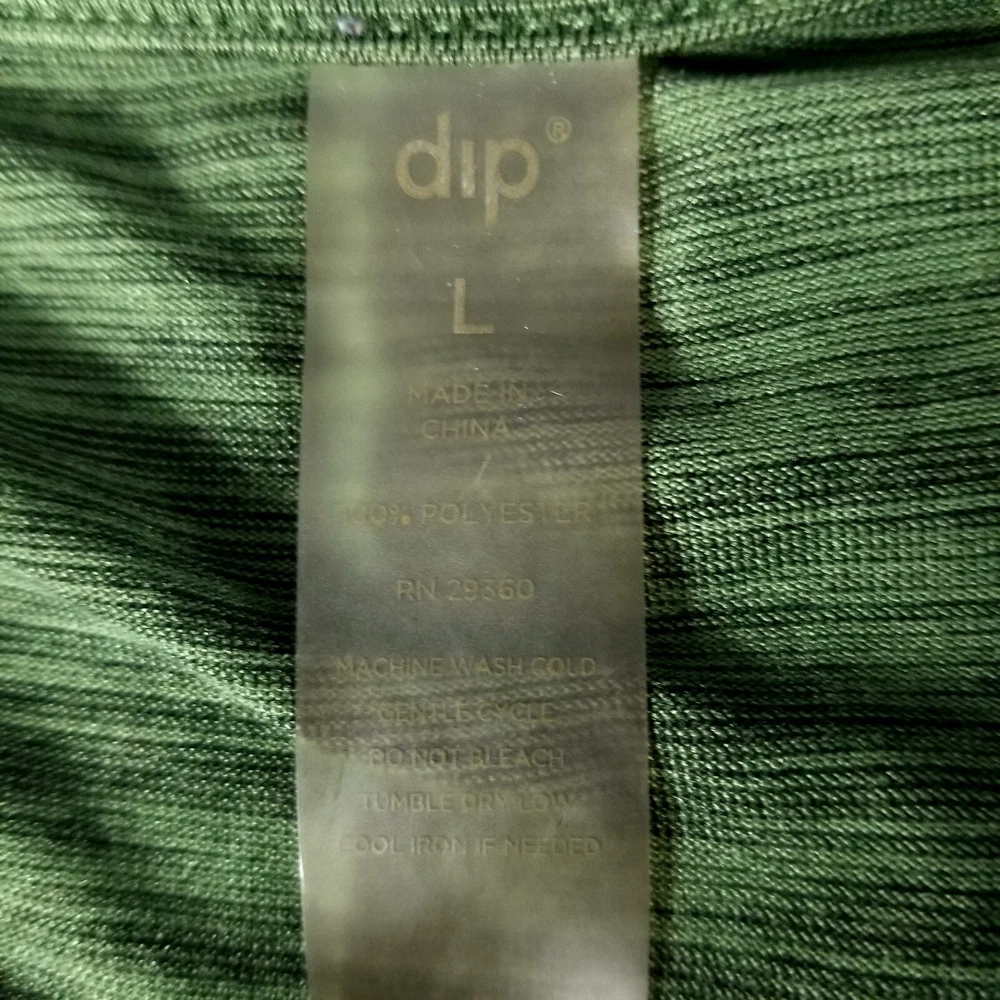 dip®
L
MADE IN
CHINA
/
100% POLYESTER
RN 29360
MACHINE WASH COLD
GENTLE CYCLE
DO NOT BLEACH
TUMBLE DRY LOW
COOL IRON IF NEEDED